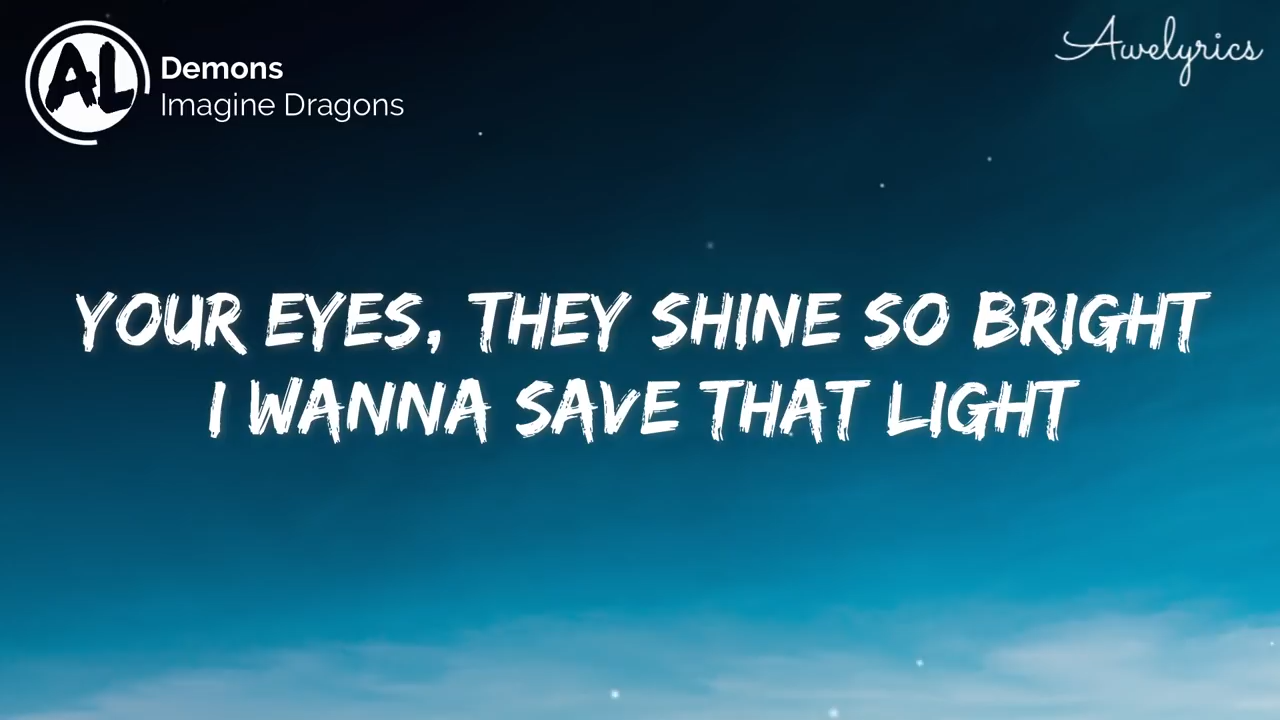 AL
Demons
Imagine Dragons
Awelyrics
YOUR EYES, THEY SHINE SO BRIGHT
I WANNA SAVE THAT LIGHT